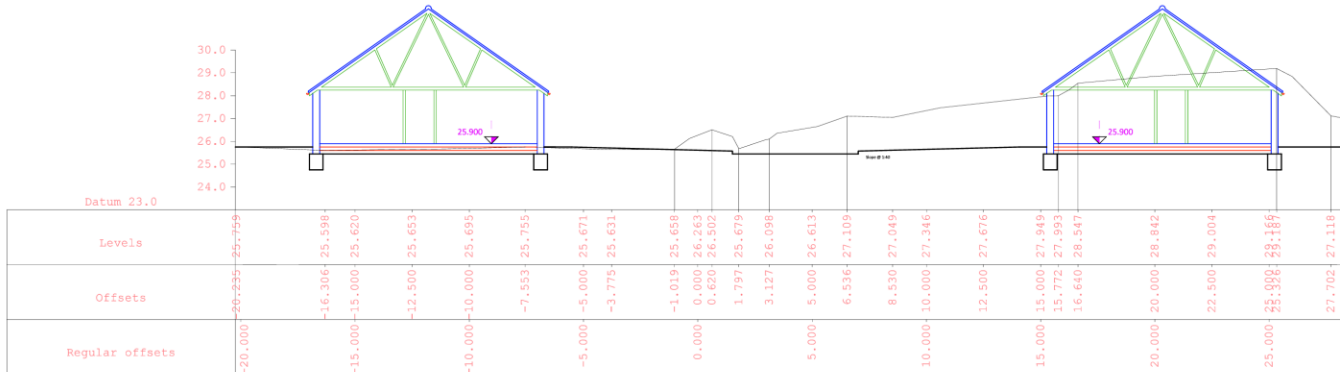 30.0
29.0
28.0
27.0
26.0
25.0
24.0
25.900
25.900
Slope @ 1:40
Datum 23.0
Levels 25.759 25.598 25.620 25.653 25.695 25.755 25.671 25.631 25.658 26.263 26.502 25.679 26.098 26.613 27.109 27.049 27.346 27.676 27.949 27.993 28.547 28.842 29.004 29.166 29.187 27.118
Offsets -20.235 -16.306 -15.000 -12.500 -10.000 -7.553 -5.000 -3.775 -1.019 0.000 0.620 1.797 3.127 5.000 6.536 8.530 10.000 12.500 15.000 15.772 16.640 20.000 22.500 25.000 25.326 27.702
Regular offsets -20.000 -15.000 -10.000 -5.000 0.000 5.000 10.000 15.000 20.000 25.000